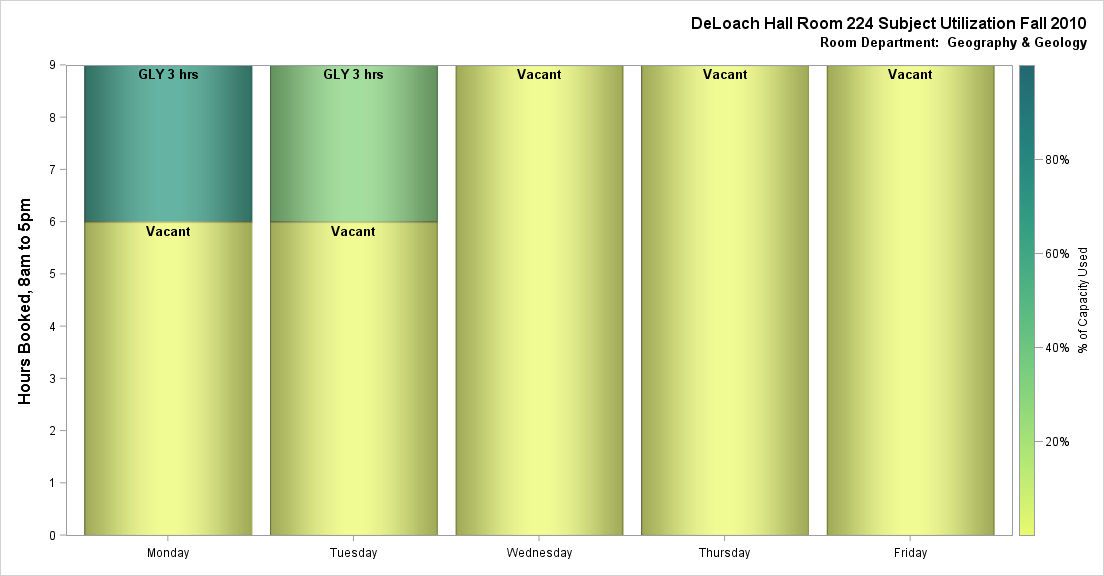 DeLoach Hall Room 224 Subject Utilization Fall 2010
Room Department:  Geography & Geology
Hours Booked, 8am to 5pm
9
8
7
6
5
4
3
2
1
0
GLY 3 hrs
GLY 3 hrs
Vacant
Vacant
Vacant
Vacant
Vacant
Monday
Tuesday
Wednesday
Thursday
Friday
80%
60%
40%
20%
% of Capacity Used